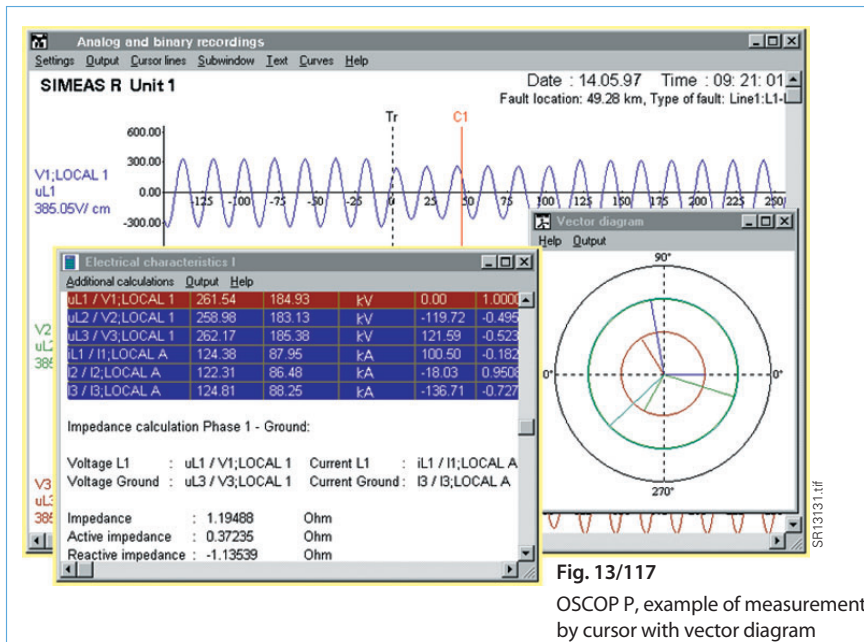 Analog and binary recordings
Settings Output Cursor lines Subwindow Text Curves Help
SIMEAS R Unit 1
Date : 14.05.97 Time : 09: 21: 01
Fault location: 49.28 km, Type of fault: Line1:L1-
Tr C1
600.00
300.00
0.00
-300.00
V1;LOCAL 1
uL1
385.05V/ cm
-125 -100 -75 -50 -25 0 25 50 75 100 125 150 175 200 225 250
V2
uL2
385
V3
uL3
385
Electrical characteristics I
Additional calculations Output Help
uL1 / V1;LOCAL 1 261.54 184.93 kV 0.00 1.0000
uL2 / V2;LOCAL 1 258.98 183.13 kV -119.72 -0.495
uL3 / V3;LOCAL 1 262.17 185.38 kV 121.59 -0.523
iL1 / I1;LOCAL A 124.38 87.95 kA 100.50 -0.182
I2 / I2;LOCAL A 122.31 86.48 kA -18.03 0.9508
I3 / I3;LOCAL A 124.81 88.25 kA -136.71 -0.727
Impedance calculation Phase 1 - Ground:
Voltage L1 : uL1 / V1;LOCAL 1 Current L1 : iL1 / I1;LOCAL A
Voltage Ground : uL3 / V3;LOCAL 1 Current Ground : I3 / I3;LOCAL A
Impedance : 1.19488 Ohm
Active impedance : 0.37235 Ohm
Reactive impedance : -1.13539 Ohm
Vector diagram
Help Output
90°
0° 0°
270°
SR13131.tif
Fig. 13/117
OSCOP P, example of measurement
by cursor with vector diagram